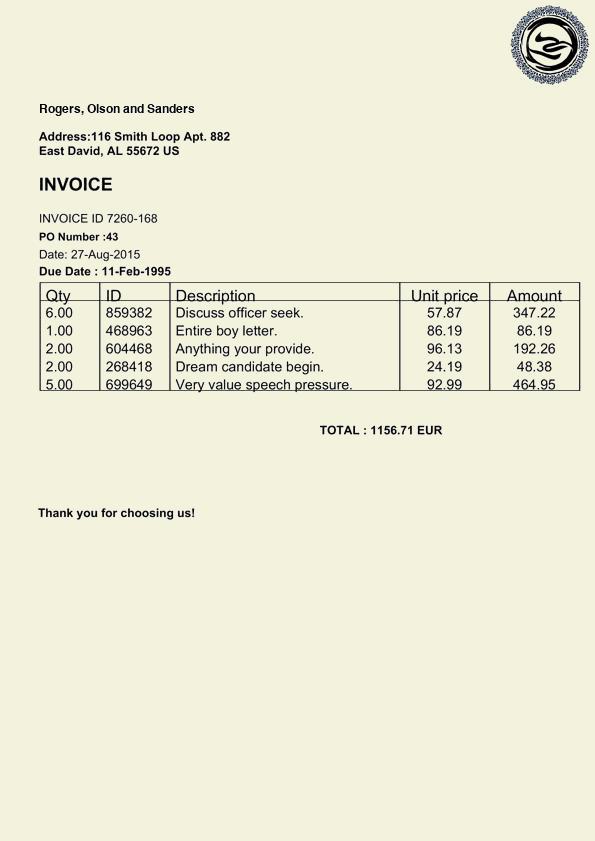 Rogers, Olson and Sanders
Address:116 Smith Loop Apt. 882
East David, AL 55672 US
INVOICE
INVOICE ID 7260-168
PO Number :43
Date: 27-Aug-2015
Due Date : 11-Feb-1995
Qty ID Description Unit price Amount
6.00 859382 Discuss officer seek. 57.87 347.22
1.00 468963 Entire boy letter. 86.19 86.19
2.00 604468 Anything your provide. 96.13 192.26
2.00 268418 Dream candidate begin. 24.19 48.38
5.00 699649 Very value speech pressure. 92.99 464.95
TOTAL : 1156.71 EUR
Thank you for choosing us!